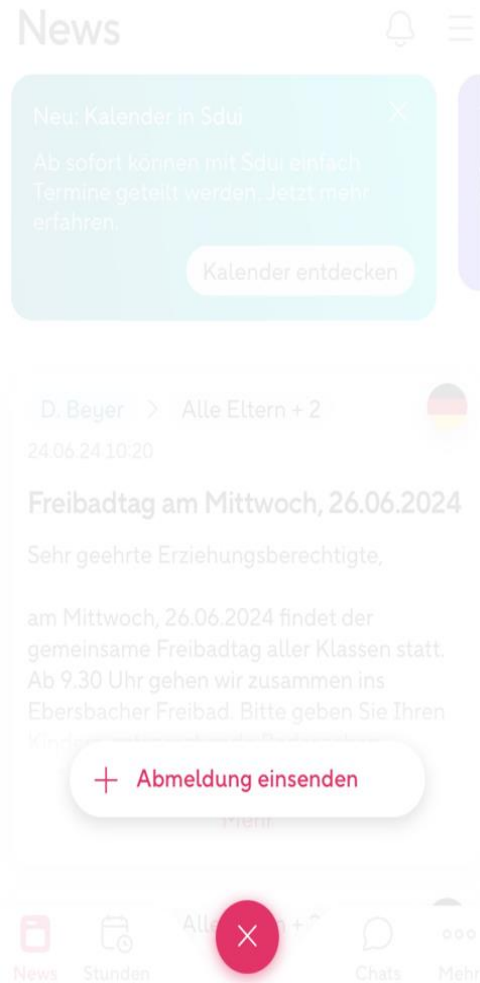 News
Neu: Kalender in Sdui
Ab sofort können mit Sdui einfach
Termine geteilt werden. Jetzt mehr
erfahren.
Kalender entdecken
D. Beyer > Alle Eltern + 2
24.06.24 10:20
Freibadtag am Mittwoch, 26.06.2024
Sehr geehrte Erziehungsberechtigte,
am Mittwoch, 26.06.2024 findet der
gemeinsame Freibadtag aller Klassen statt.
Ab 9.30 Uhr gehen wir zusammen ins
Ebersbacher Freibad. Bitte geben Sie Ihren
Abmeldung einsenden
Mehr
News Stunden Chats Mehr